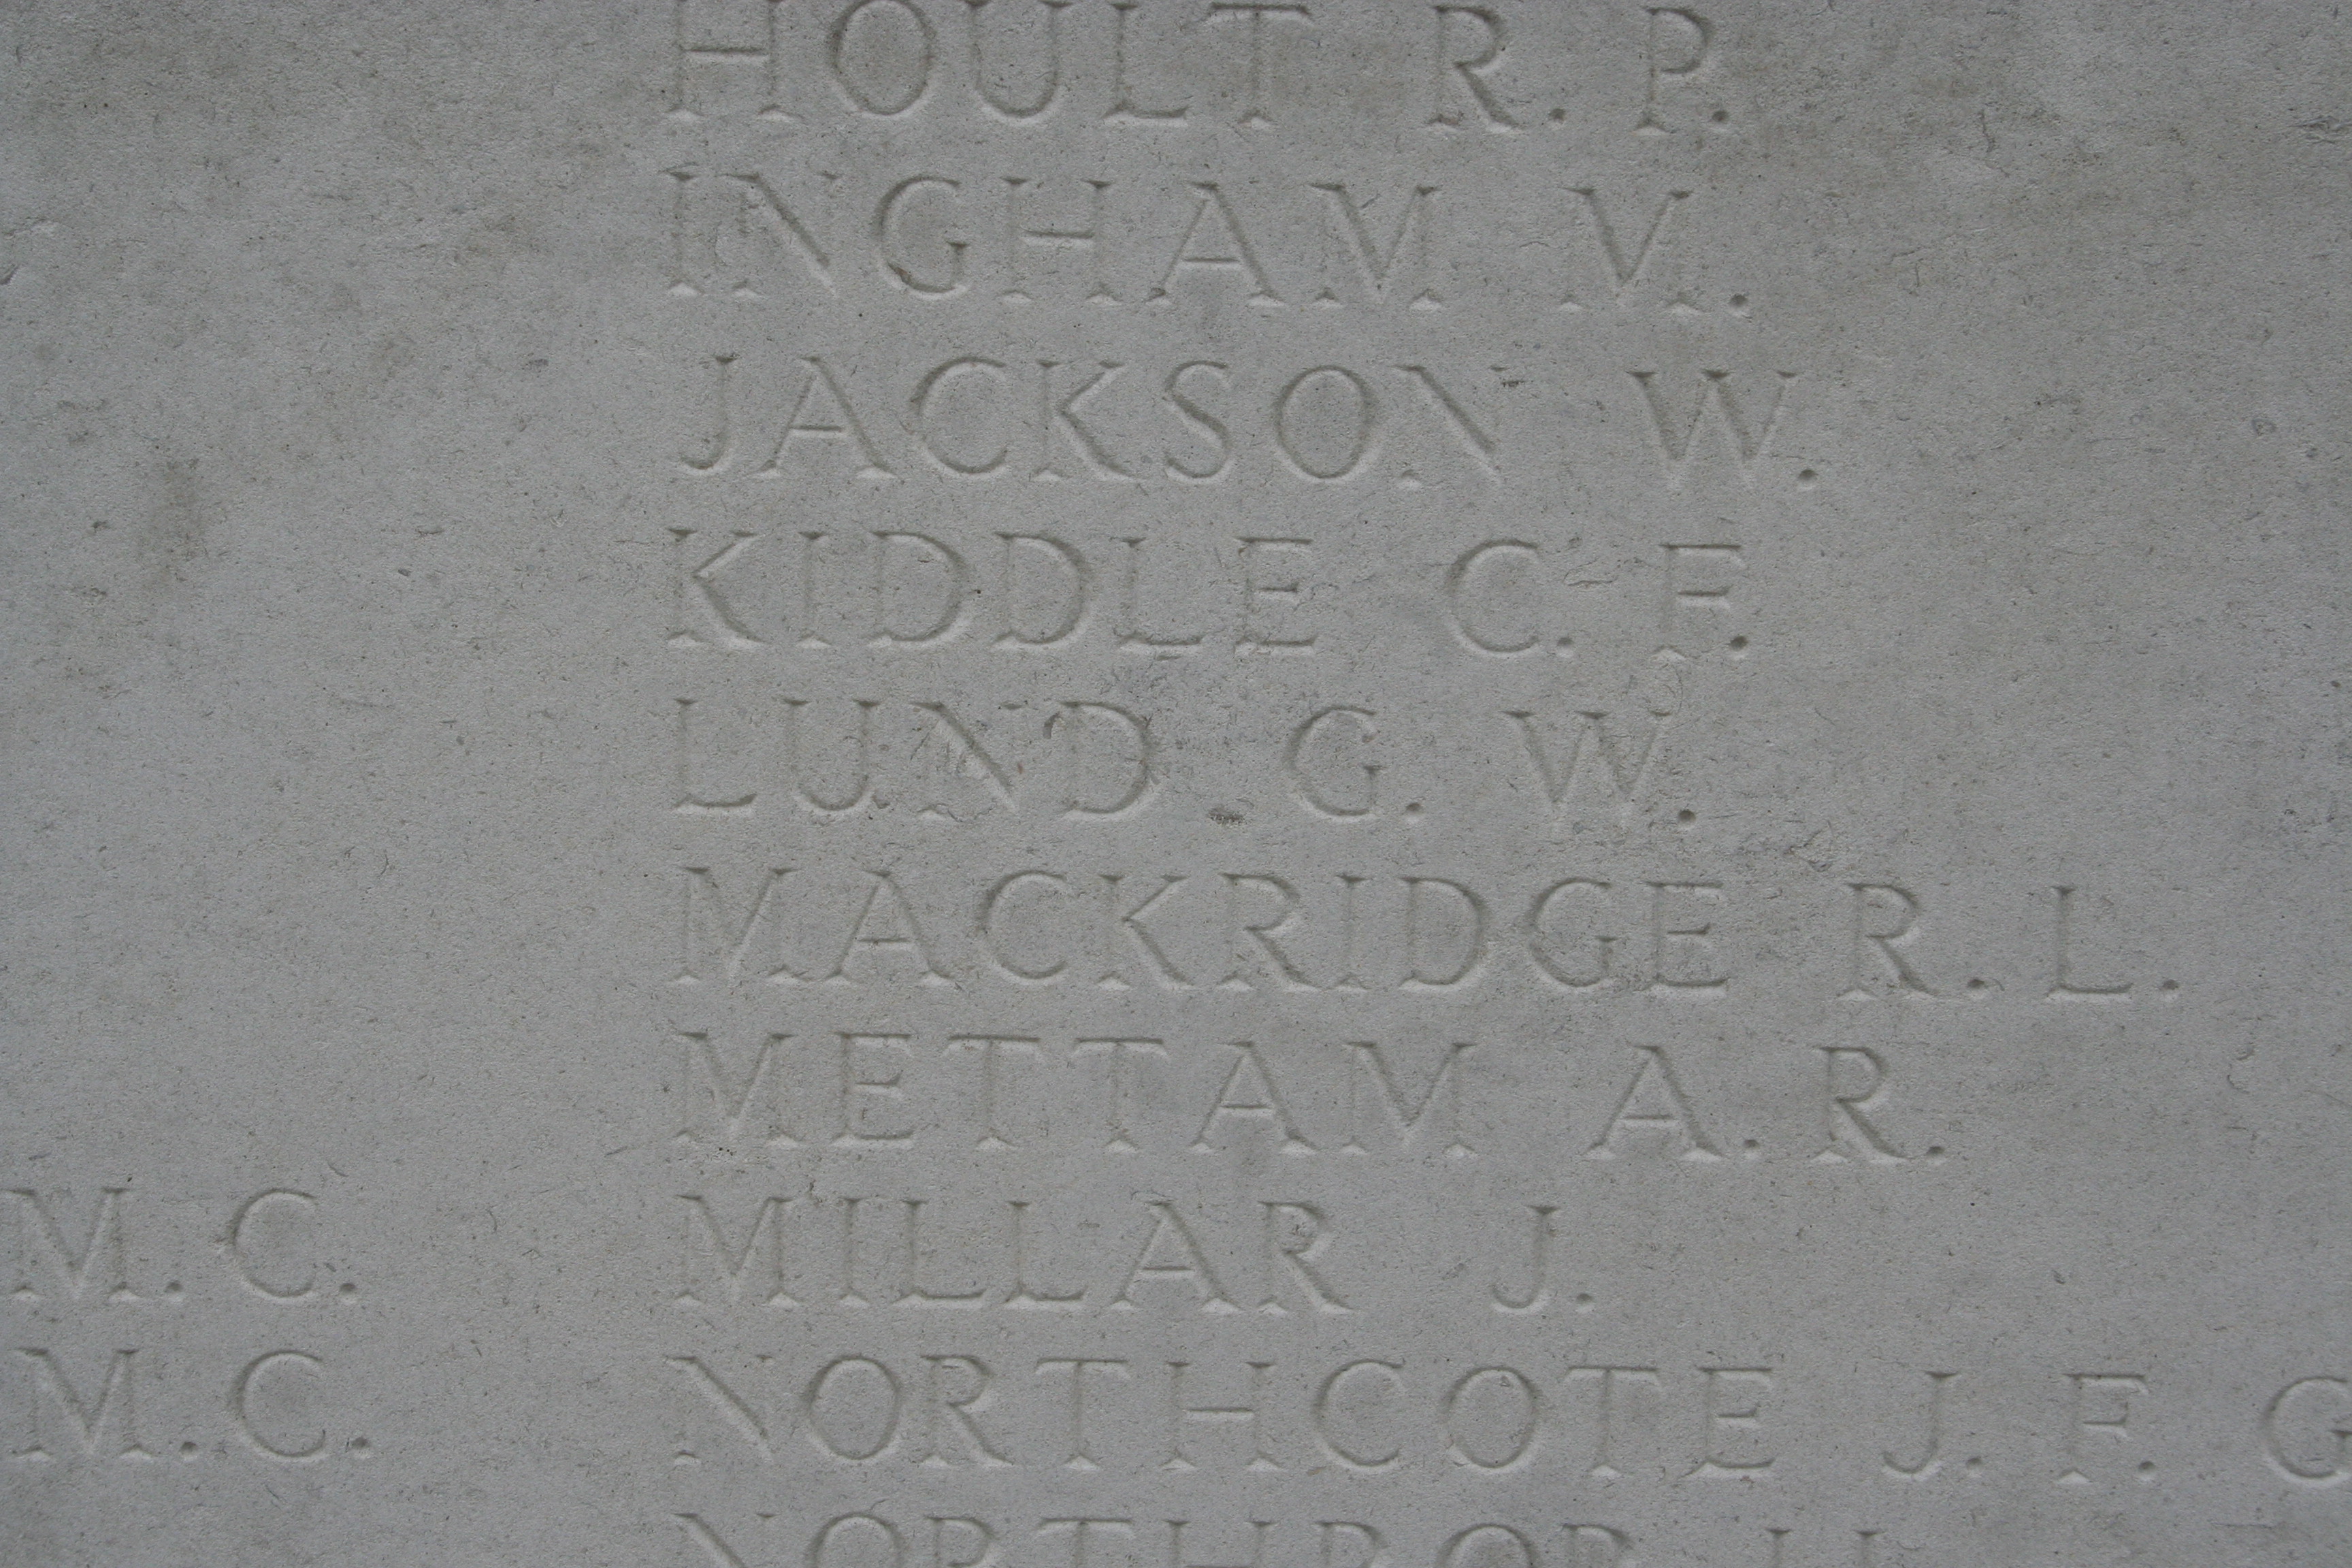 HOULT R. P.
INGHAM M.
JACKSON W.
KIDDLE C. F.
LUND G. W.
MACKRIDGE R. L.
METTAM A. R.
M.C. MILLAR J.
M.C. NORTHCOTE J. F. G